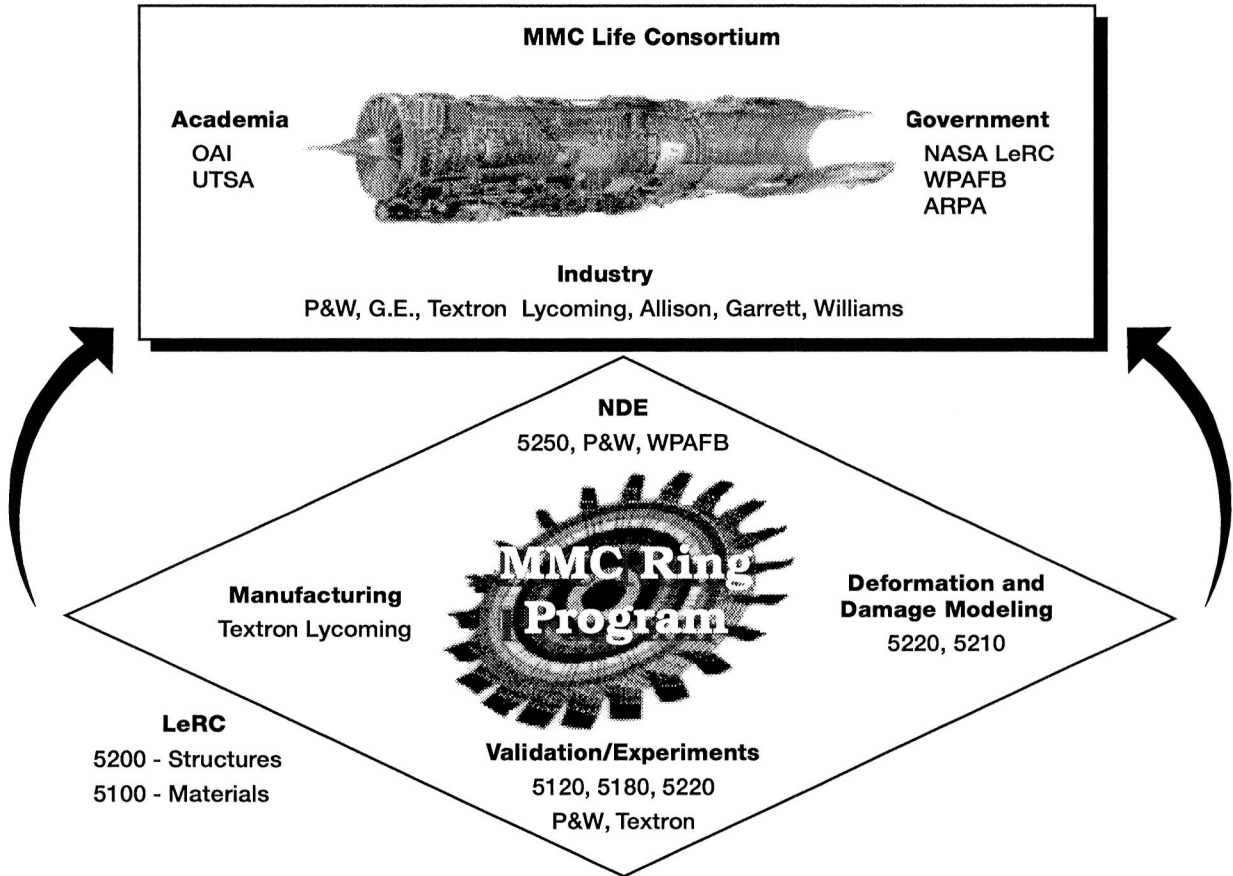 MMC Life Consortium
Academia
OAI
UTSA
Government
NASA LeRC
WPAFB
ARPA
Industry
P&W, G.E., Textron Lycoming, Allison, Garrett, Williams
NDE
5250, P&W, WPAFB
MMC Ring
Program
Manufacturing
Textron Lycoming
Deformation and
Damage Modeling
5220, 5210
LeRC
5200 - Structures
5100 - Materials
Validation/Experiments
5120, 5180, 5220
P&W, Textron